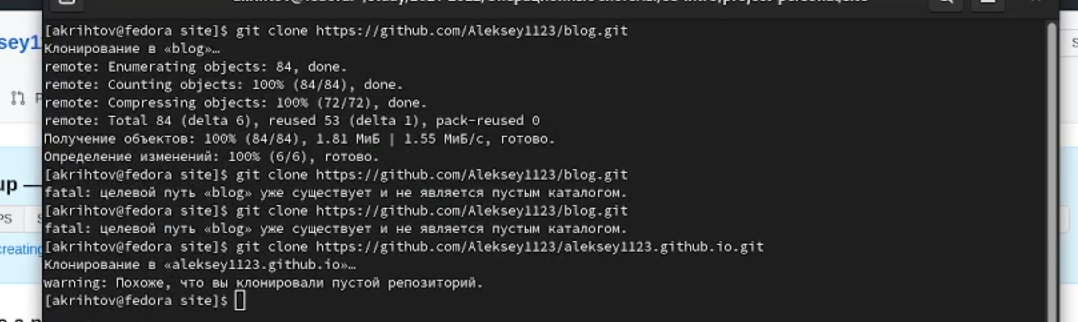 [akrihtov@fedora site]$ git clone https://github.com/Aleksey1123/blog.git
Клонирование в «blog»…
remote: Enumerating objects: 84, done.
remote: Counting objects: 100% (84/84), done.
remote: Compressing objects: 100% (72/72), done.
remote: Total 84 (delta 6), reused 53 (delta 1), pack-reused 0
Получение объектов: 100% (84/84), 1.81 МиБ | 1.55 МиБ/с, готово.
Определение изменений: 100% (6/6), готово.
[akrihtov@fedora site]$ git clone https://github.com/Aleksey1123/blog.git
fatal: целевой путь «blog» уже существует и не является пустым каталогом.
[akrihtov@fedora site]$ git clone https://github.com/Aleksey1123/blog.git
fatal: целевой путь «blog» уже существует и не является пустым каталогом.
[akrihtov@fedora site]$ git clone https://github.com/Aleksey1123/aleksey1123.github.io.git
Клонирование в «aleksey1123.github.io»…
warning: Похоже, что вы клонировали пустой репозиторий.
[akrihtov@fedora site]$